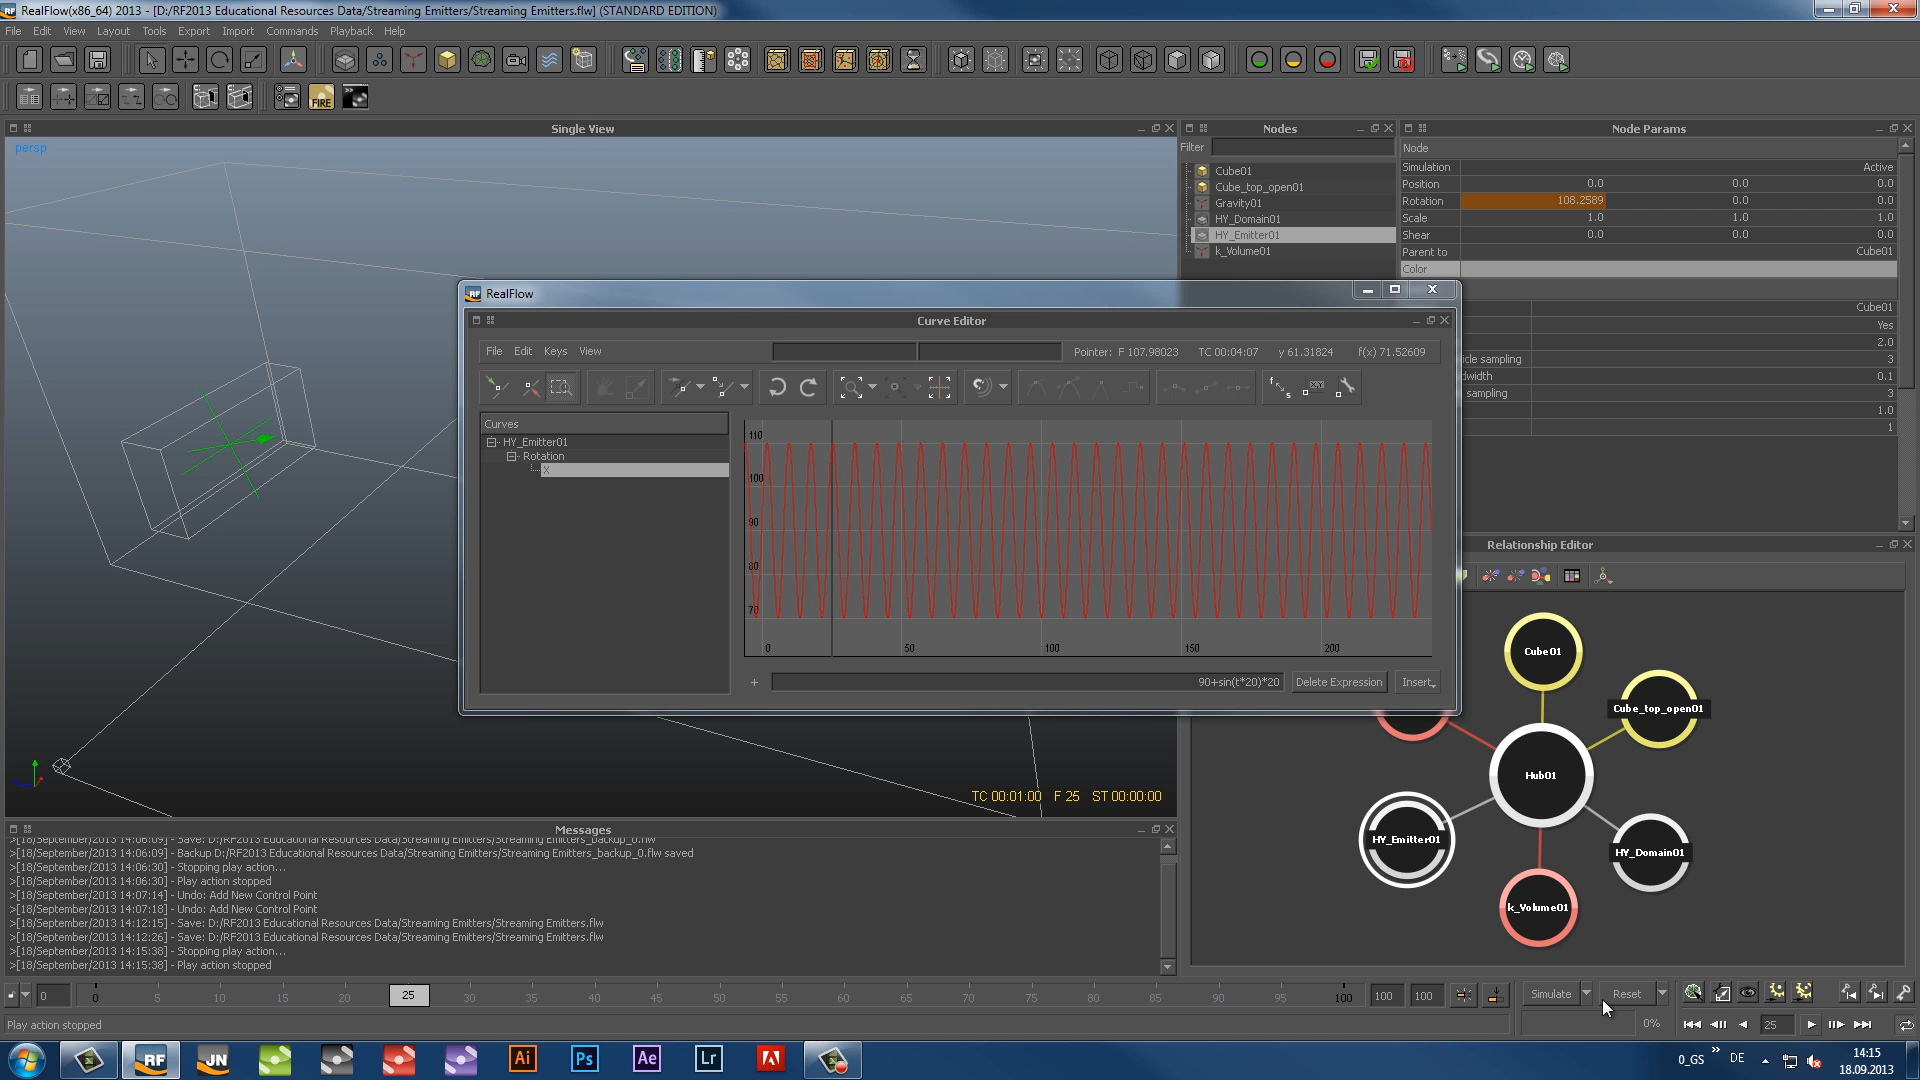 RealFlow(x86_64) 2013 - [D:/RF2013 Educational Resources Data/Streaming Emitters/Streaming Emitters.flw] (STANDARD EDITION)
File Edit View Layout Tools Export Import Commands Playback Help
FIRE
Single View
persp
TC 00:01:00 F 25 ST 00:00:00
Nodes
Filter
Cube01
Cube_top_open01
Gravity01
HY_Domain01
HY_Emitter01
k_Volume01
Node Params
Node
Simulation Active
Position 0.0 0.0 0.0
Rotation 108.2589 0.0 0.0
Scale 1.0 1.0 1.0
Shear 0.0 0.0 0.0
Parent to Cube01
Color
Cube01
Yes
2.0
icle sampling 3
dwidth 0.1
sampling 3
1.0
1
RF RealFlow
Curve Editor
File Edit Keys View
Pointer: F 107.98023 TC 00:04:07 y 61.31824 f(x) 71.52609
Curves
HY_Emitter01
Rotation
X
110
100
90
80
70
0 50 100 150 200
+ 90+sin(t*20)*20 Delete Expression Insert
Relationship Editor
Cube01
Cube_top_open01
Hub01
HY_Emitter01
HY_Domain01
k_Volume01
Messages
>[18/September/2013 14:06:09] - Save: D:/RF2013 Educational Resources Data/Streaming Emitters/Streaming Emitters_backup_0.flw
>[18/September/2013 14:06:09] - Backup D:/RF2013 Educational Resources Data/Streaming Emitters/Streaming Emitters_backup_0.flw saved
>[18/September/2013 14:06:30] - Stopping play action...
>[18/September/2013 14:06:30] - Play action stopped
>[18/September/2013 14:07:14] - Undo: Add New Control Point
>[18/September/2013 14:07:18] - Undo: Add New Control Point
>[18/September/2013 14:12:15] - Save: D:/RF2013 Educational Resources Data/Streaming Emitters/Streaming Emitters.flw
>[18/September/2013 14:12:26] - Save: D:/RF2013 Educational Resources Data/Streaming Emitters/Streaming Emitters.flw
>[18/September/2013 14:15:38] - Stopping play action...
>[18/September/2013 14:15:38] - Play action stopped
0 0 5 10 15 20 25 30 35 40 45 50 55 60 65 70 75 80 85 90 95 100 100 100
Simulate Reset
Play action stopped
0% 25
RF JN Ai Ps Ae Lr
0_GS DE
14:15
18.09.2013